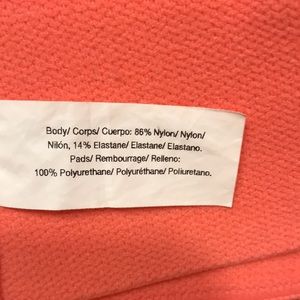 Body/ Corps/ Cuerpo: 86% Nylon/ Nylon/
Nilón, 14% Elastane/ Elastane/ Elastano.
Pads/ Rembourrage/ Relleno:
100% Polyurethane/ Polyuréthane/ Poliuretano.